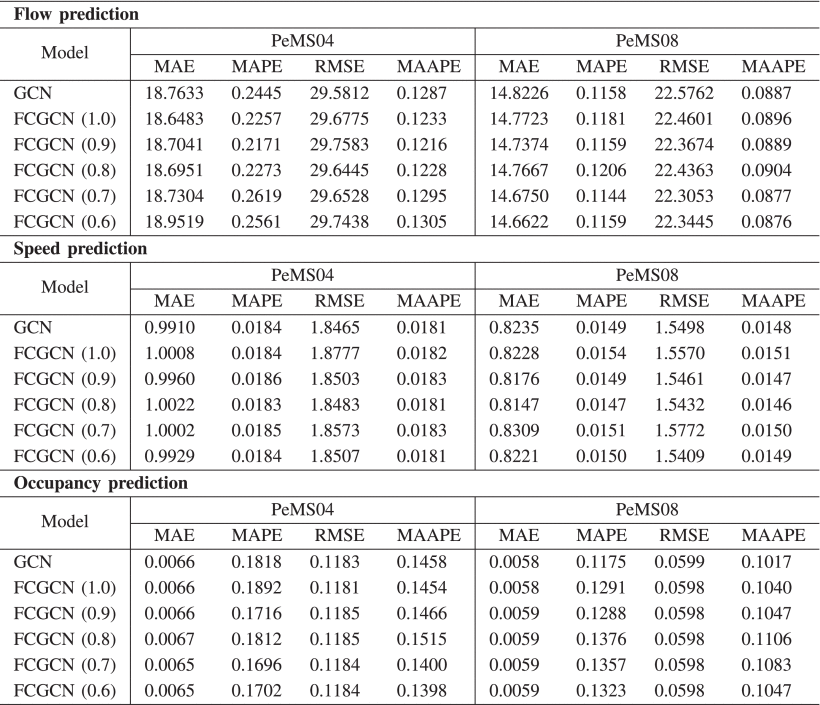 Flow prediction
Model PeMS04 PeMS08
MAE MAPE RMSE MAAPE MAE MAPE RMSE MAAPE
GCN 18.7633 0.2445 29.5812 0.1287 14.8226 0.1158 22.5762 0.0887
FCGCN (1.0) 18.6483 0.2257 29.6775 0.1233 14.7723 0.1181 22.4601 0.0896
FCGCN (0.9) 18.7041 0.2171 29.7583 0.1216 14.7374 0.1159 22.3674 0.0889
FCGCN (0.8) 18.6951 0.2273 29.6445 0.1228 14.7667 0.1206 22.4363 0.0904
FCGCN (0.7) 18.7304 0.2619 29.6528 0.1295 14.6750 0.1144 22.3053 0.0877
FCGCN (0.6) 18.9519 0.2561 29.7438 0.1305 14.6622 0.1159 22.3445 0.0876
Speed prediction
Model PeMS04 PeMS08
MAE MAPE RMSE MAAPE MAE MAPE RMSE MAAPE
GCN 0.9910 0.0184 1.8465 0.0181 0.8235 0.0149 1.5498 0.0148
FCGCN (1.0) 1.0008 0.0184 1.8777 0.0182 0.8228 0.0154 1.5570 0.0151
FCGCN (0.9) 0.9960 0.0186 1.8503 0.0183 0.8176 0.0149 1.5461 0.0147
FCGCN (0.8) 1.0022 0.0183 1.8483 0.0181 0.8147 0.0147 1.5432 0.0146
FCGCN (0.7) 1.0002 0.0185 1.8573 0.0183 0.8309 0.0151 1.5772 0.0150
FCGCN (0.6) 0.9929 0.0184 1.8507 0.0181 0.8221 0.0150 1.5409 0.0149
Occupancy prediction
Model PeMS04 PeMS08
MAE MAPE RMSE MAAPE MAE MAPE RMSE MAAPE
GCN 0.0066 0.1818 0.1183 0.1458 0.0058 0.1175 0.0599 0.1017
FCGCN (1.0) 0.0066 0.1892 0.1181 0.1454 0.0058 0.1291 0.0598 0.1040
FCGCN (0.9) 0.0066 0.1716 0.1185 0.1466 0.0059 0.1288 0.0598 0.1047
FCGCN (0.8) 0.0067 0.1812 0.1185 0.1515 0.0059 0.1376 0.0598 0.1106
FCGCN (0.7) 0.0065 0.1696 0.1184 0.1400 0.0059 0.1357 0.0598 0.1083
FCGCN (0.6) 0.0065 0.1702 0.1184 0.1398 0.0059 0.1323 0.0598 0.1047